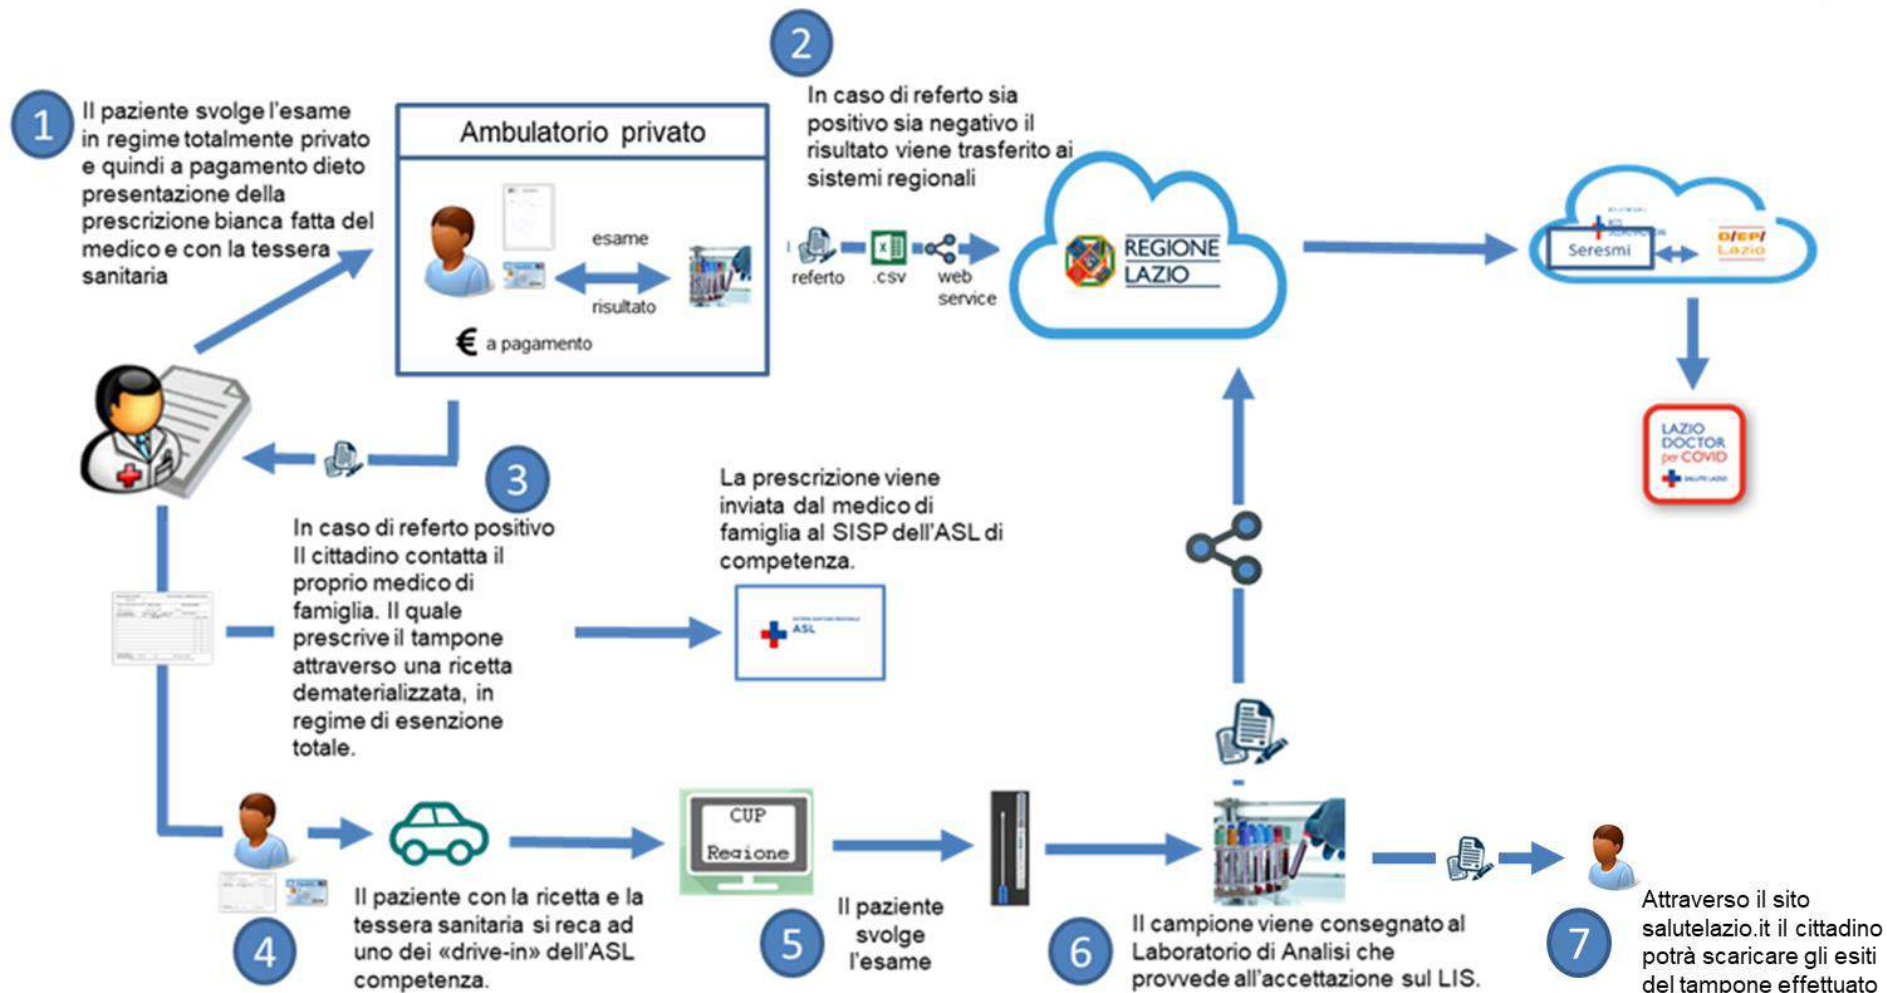 1
Il paziente svolge l'esame
in regime totalmente privato
e quindi a pagamento dieto
presentazione della
prescrizione bianca fatta del
medico e con la tessera
sanitaria
Ambulatorio privato
esame
risultato
€ a pagamento
2
In caso di referto sia
positivo sia negativo il
risultato viene trasferito ai
sistemi regionali
referto
.csv
web
service
REGIONE
LAZIO
Seresmi
D/EP/
Lazio
LAZIO
DOCTOR
per COVID
SALUTE LAZIO
3
In caso di referto positivo
Il cittadino contatta il
proprio medico di
famiglia. Il quale
prescrive il tampone
attraverso una ricetta
dematerializzata, in
regime di esenzione
totale.
La prescrizione viene
inviata dal medico di
famiglia al SISP dell'ASL di
competenza.
ASL
4
Il paziente con la ricetta e la
tessera sanitaria si reca ad
uno dei «drive-in» dell'ASL
competenza.
CUP
Regione
5
Il paziente
svolge
l'esame
6
Il campione viene consegnato al
Laboratorio di Analisi che
provvede all'accettazione sul LIS.
7
Attraverso il sito
salutelazio.it il cittadino
potrà scaricare gli esiti
del tampone effettuato